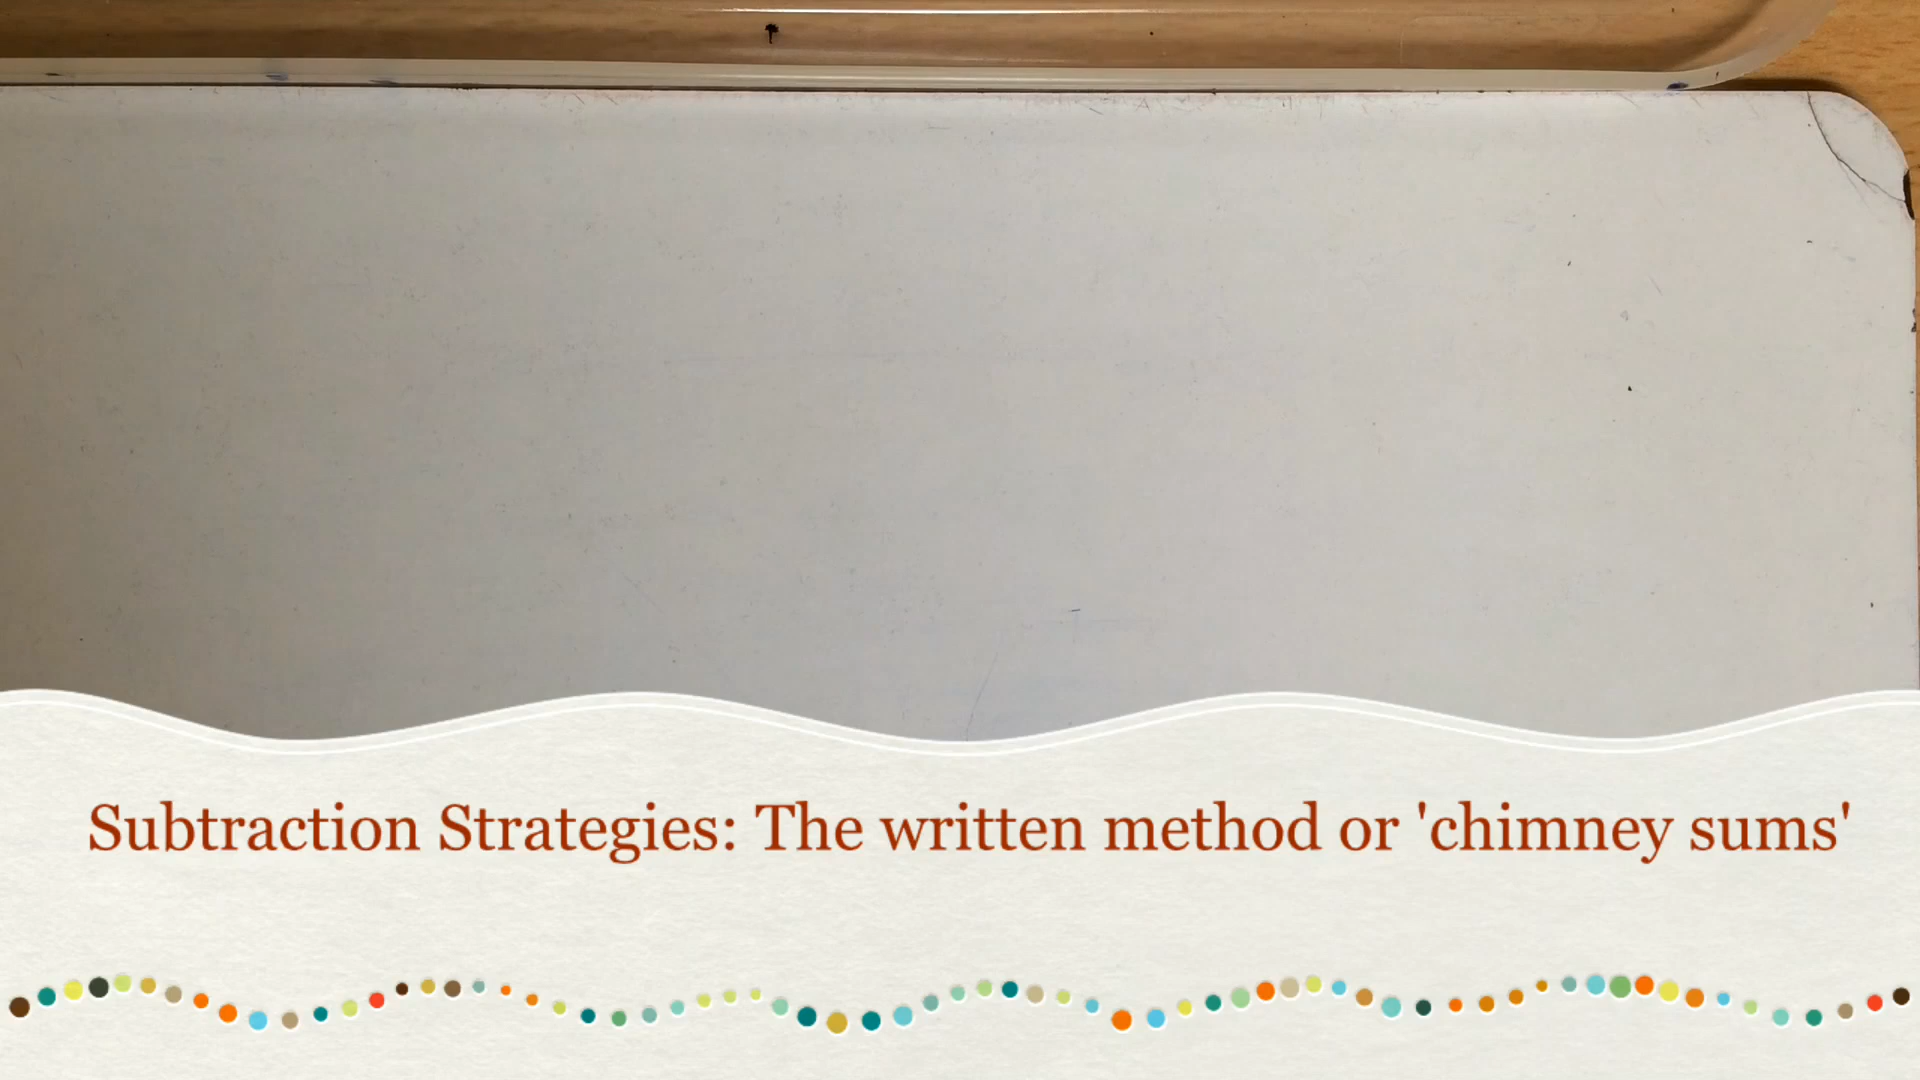 Subtraction Strategies: The written method or 'chimney sums'